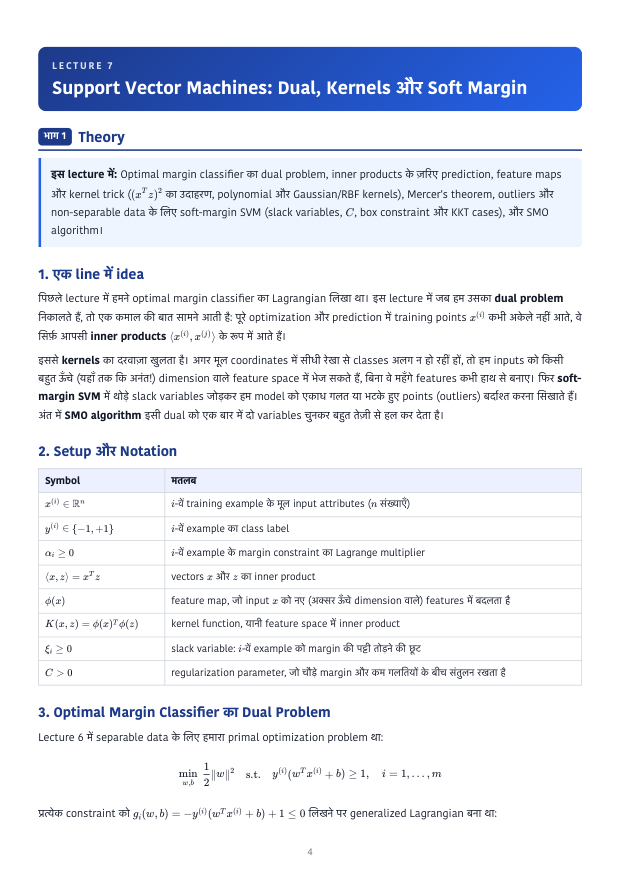 LECTURE 7
Support Vector Machines: Dual, Kernels और Soft Margin
भाग 1 Theory
इस lecture में: Optimal margin classifier का dual problem, inner products के ज़रिए prediction, feature maps
और kernel trick ((x^T z)^2 का उदाहरण, polynomial और Gaussian/RBF kernels), Mercer's theorem, outliers और
non-separable data के लिए soft-margin SVM (slack variables, C, box constraint और KKT cases), और SMO
algorithm।
1. एक line में idea
पिछले lecture में हमने optimal margin classifier का Lagrangian लिखा था। इस lecture में जब हम उसका dual problem
निकालते हैं, तो एक कमाल की बात सामने आती है: पूरे optimization और prediction में training points x^(i) कभी अकेले नहीं आते, वे
सिर्फ़ आपसी inner products ⟨x^(i), x^(j)⟩ के रूप में आते हैं।
इससे kernels का दरवाज़ा खुलता है। अगर मूल coordinates में सीधी रेखा से classes अलग न हो रहीं हों, तो हम inputs को किसी
बहुत ऊँचे (यहाँ तक कि अनंत!) dimension वाले feature space में भेज सकते हैं, बिना वे महँगे features कभी हाथ से बनाए। फिर soft-
margin SVM में थोड़े slack variables जोड़कर हम model को एकाध गलत या भटके हुए points (outliers) बर्दाश्त करना सिखाते हैं।
अंत में SMO algorithm इसी dual को एक बार में दो variables चुनकर बहुत तेज़ी से हल कर देता है।
2. Setup और Notation
Symbol मतलब
x^(i) ∈ ℝ^n i-वें training example के मूल input attributes (n संख्याएँ)
y^(i) ∈ {−1, +1} i-वें example का class label
α_i ≥ 0 i-वें example के margin constraint का Lagrange multiplier
⟨x, z⟩ = x^T z vectors x और z का inner product
ϕ(x) feature map, जो input x को नए (अक्सर ऊँचे dimension वाले) features में बदलता है
K(x, z) = ϕ(x)^T ϕ(z) kernel function, यानी feature space में inner product
ξ_i ≥ 0 slack variable: i-वें example को margin की पट्टी तोडने की छूट
C > 0 regularization parameter, जो चौड़े margin और कम गलतियों के बीच संतुलन रखता है
3. Optimal Margin Classifier का Dual Problem
Lecture 6 में separable data के लिए हमारा primal optimization problem था:
min_{w,b} 1/2 ‖w‖^2 s.t. y^(i)(w^T x^(i) + b) ≥ 1, i = 1, . . . , m
प्रत्येक constraint को g_i(w, b) = −y^(i)(w^T x^(i) + b) + 1 ≤ 0 लिखने पर generalized Lagrangian बना था:
4